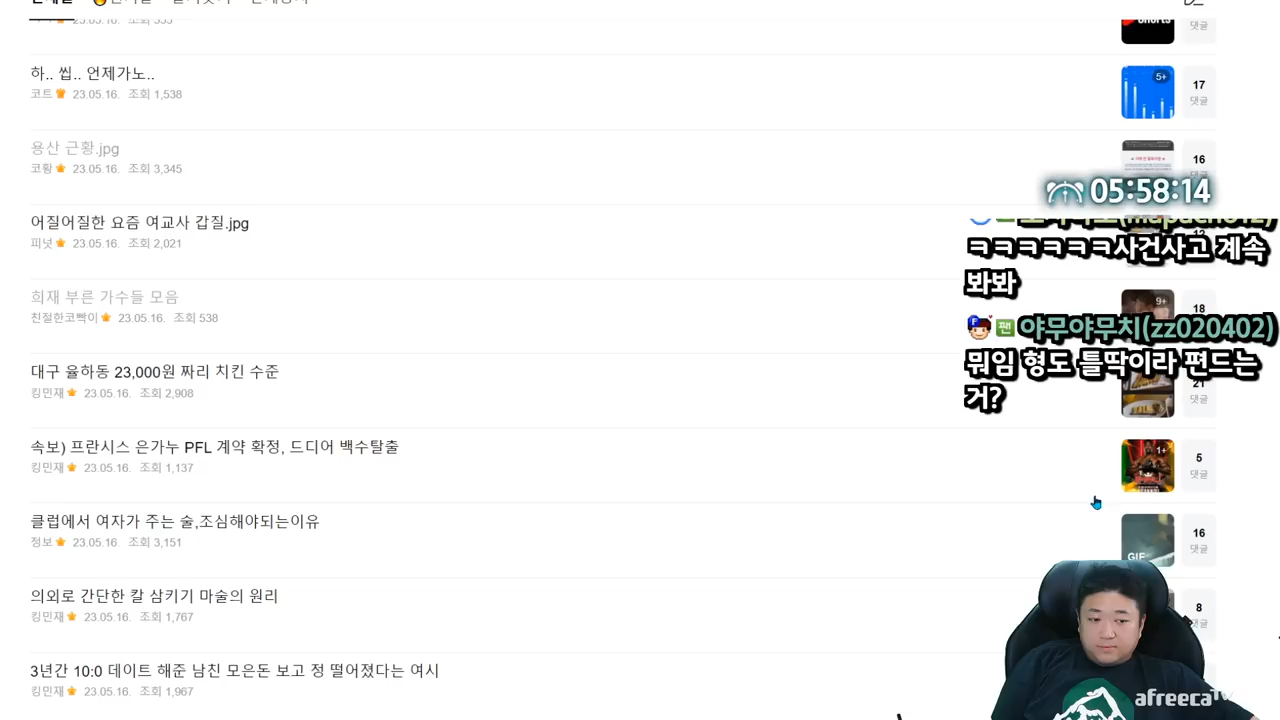 23.05.16. 조회 355
Shorts
댓글
하.. 씹.. 언제가노..
코트 23.05.16. 조회 1,538
5+
17
댓글
용산 근황.jpg
코황 23.05.16. 조회 3,345
16
05:58:14
어질어질한 요즘 여교사 갑질.jpg
피넛 23.05.16. 조회 2,021
ㅋㅋㅋㅋㅋㅋ사건사고 계속
봐봐
희재 부른 가수들 모음
친절한코빡이 23.05.16. 조회 538
9+
18
F 팬 야무야무치(zz020402)
뭐임 형도 틀딱이라 편드는
거?
대구 율하동 23,000원 짜리 치킨 수준
킹민재 23.05.16. 조회 2,908
21
댓글
속보) 프란시스 은가누 PFL 계약 확정, 드디어 백수탈출
킹민재 23.05.16. 조회 1,137
1+
5
댓글
클럽에서 여자가 주는 술,조심해야되는이유
정보 23.05.16. 조회 3,151
GIF
16
댓글
의외로 간단한 칼 삼키기 마술의 원리
킹민재 23.05.16. 조회 1,767
8
댓글
3년간 10:0 데이트 해준 남친 모은돈 보고 정 떨어졌다는 여시
킹민재 23.05.16. 조회 1,967
afreecaTV